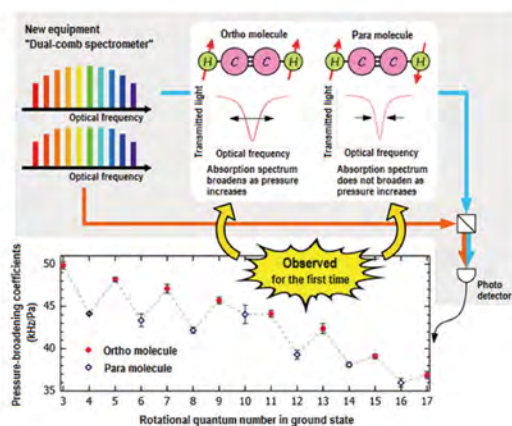 New equipment
"Dual-comb spectrometer"
Optical frequency
Optical frequency
Ortho molecule
H C C H
Transmitted light
Optical frequency
Absorption spectrum
broadens as pressure
increases
Para molecule
H C C H
Transmitted light
Optical frequency
Absorption spectrum
does not broaden as
pressure increases
Observed
for the first time
Photo
detector
Pressure-broadening coefficients
(kHz/Pa)
50
45
40
35
Ortho molecule
Para molecule
3 4 5 6 7 8 9 10 11 12 13 14 15 16 17
Rotational quantum number in ground state